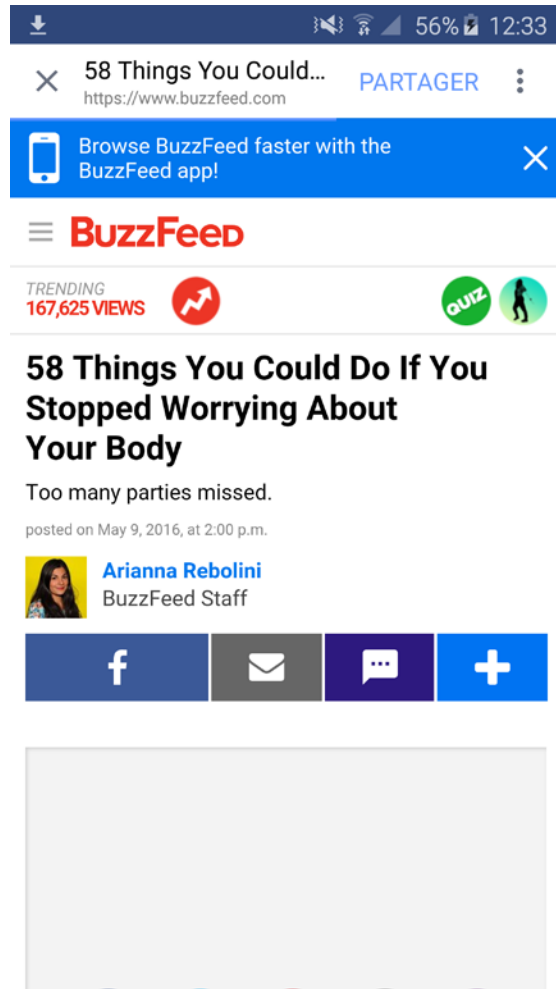 56% 12:33
58 Things You Could...
PARTAGER
https://www.buzzfeed.com
Browse BuzzFeed faster with the
BuzzFeed app!
BuzzFeed
TRENDING
167,625 VIEWS
QUIZ
58 Things You Could Do If You
Stopped Worrying About
Your Body
Too many parties missed.
posted on May 9, 2016, at 2:00 p.m.
Arianna Rebolini
BuzzFeed Staff